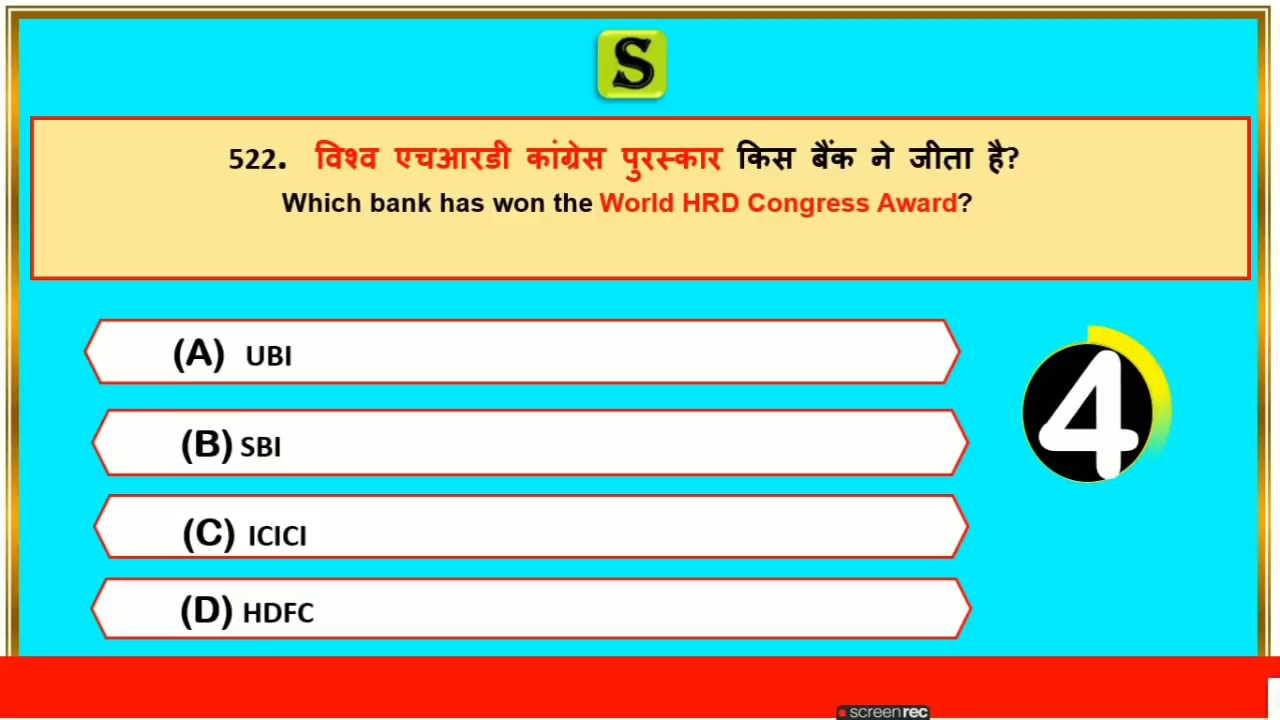 S
522. विश्व एचआरडी कांग्रेस पुरस्कार किस बैंक ने जीता है?
Which bank has won the World HRD Congress Award?
(A) UBI
4
(B) SBI
(C) ICICI
(D) HDFC
screenrec